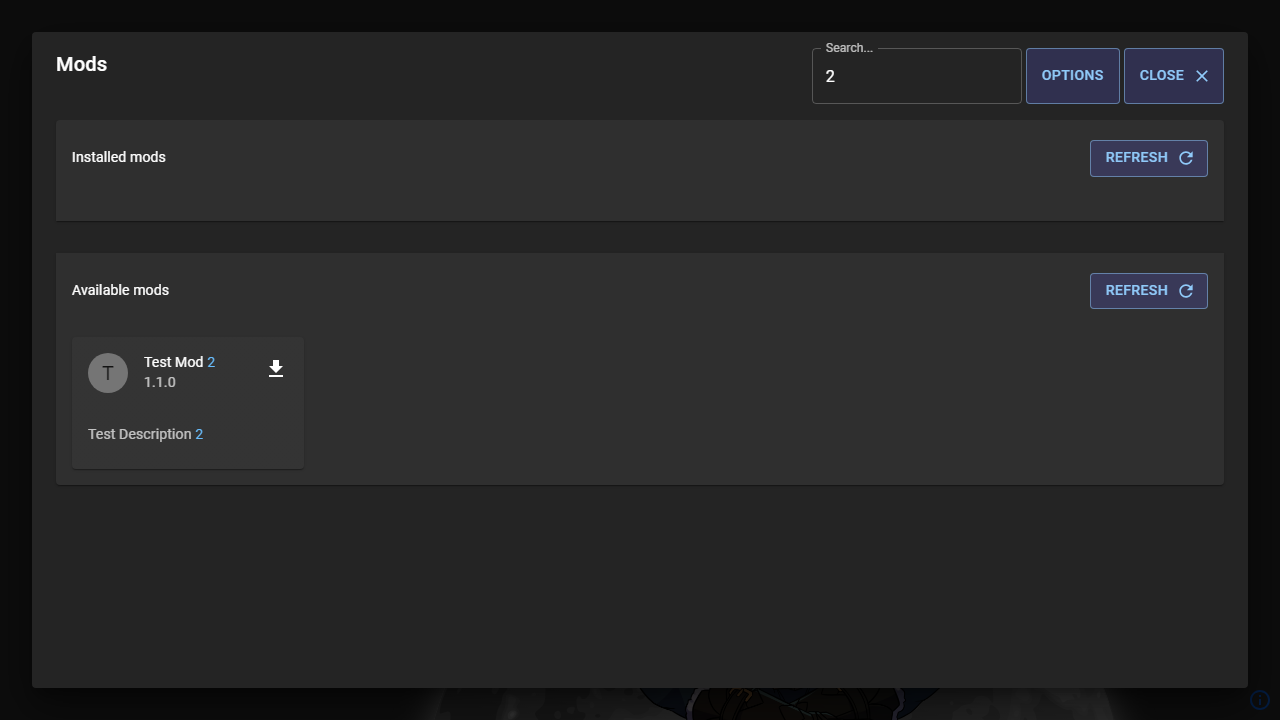 Mods
Search...
2
OPTIONS
CLOSE
Installed mods
REFRESH
Available mods
REFRESH
T
Test Mod 2
1.1.0
Test Description 2